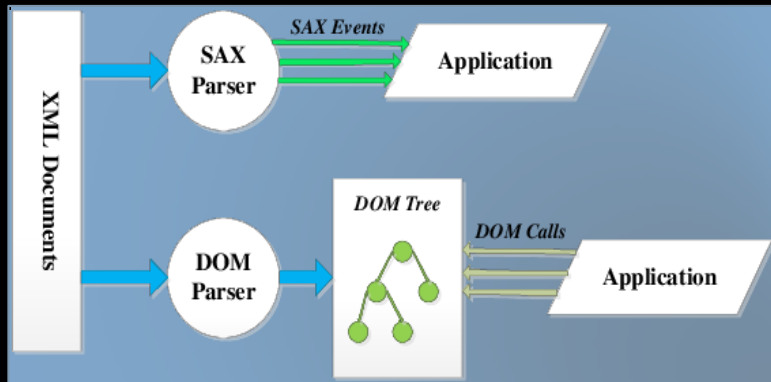 XML Documents
SAX
Parser
SAX Events
Application
DOM
Parser
DOM Tree
DOM Calls
Application